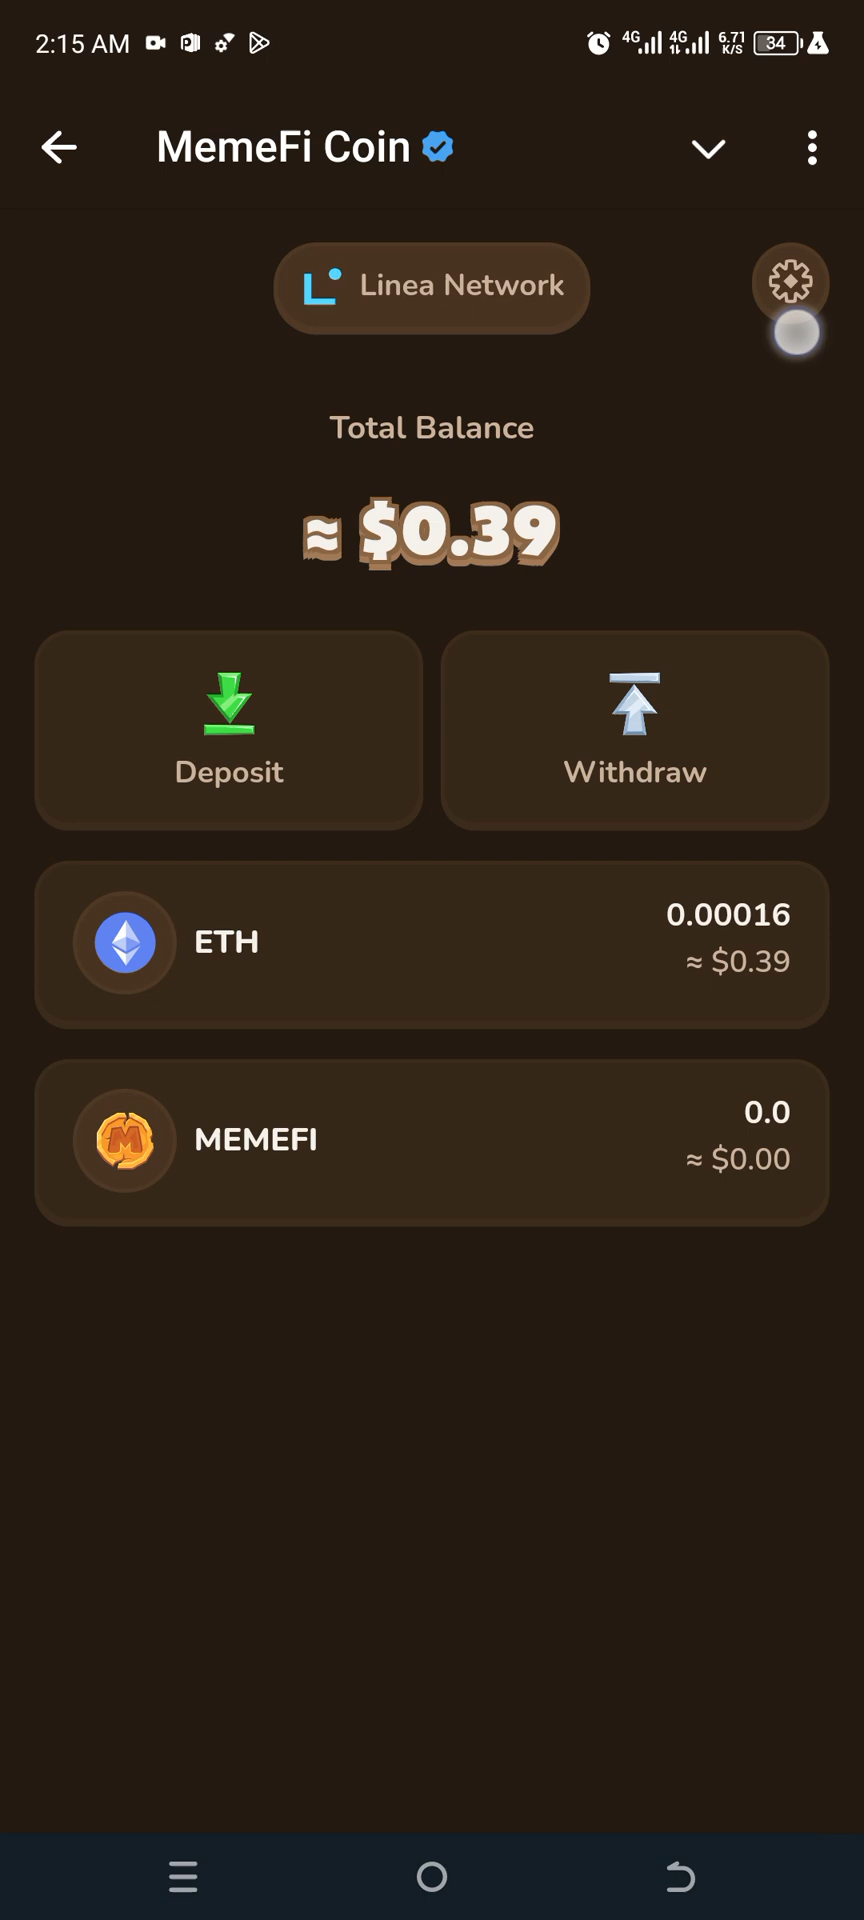 2:15 AM 4G 4G 6.71 K/S 34
MemeFi Coin
Linea Network
Total Balance
≈ $0.39
Deposit Withdraw
0.00016
ETH
≈ $0.39
0.0
MEMEFI
≈ $0.00